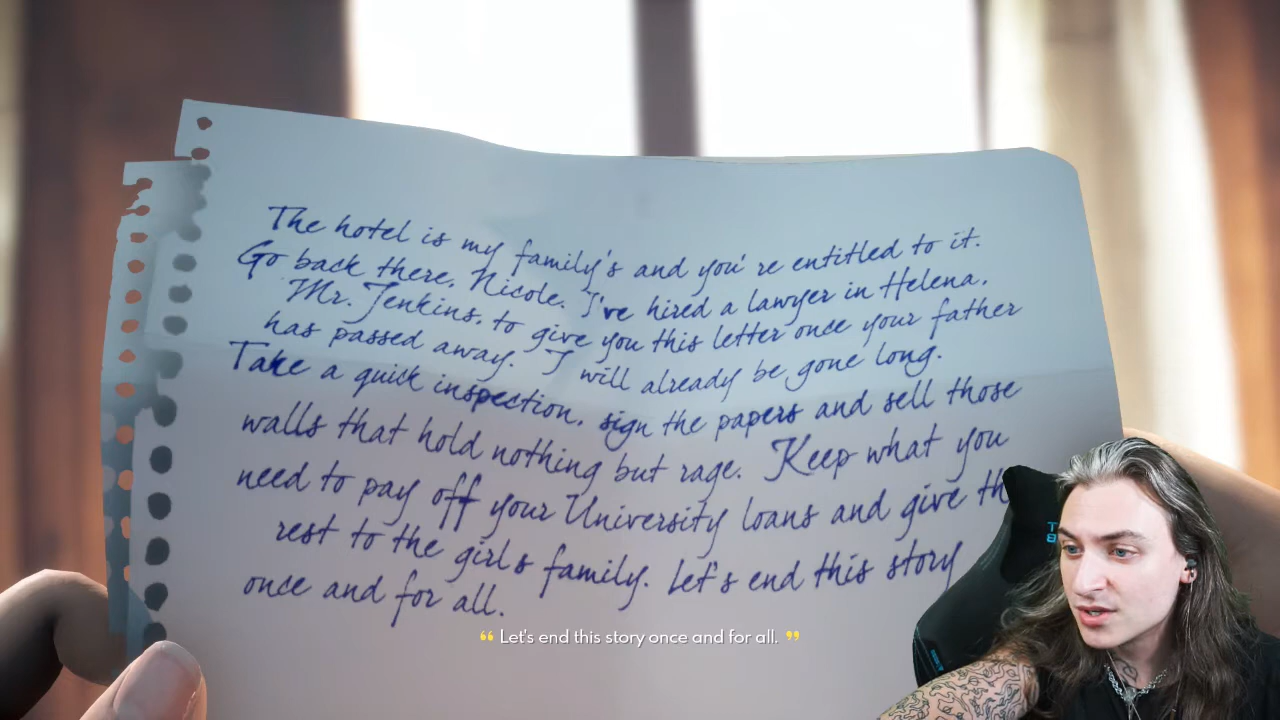 The hotel is my family's and you're entitled to it.
Go back there, Nicole. I've hired a lawyer in Helena,
Mr. Jenkins, to give you this letter once your father
has passed away. I will already be gone long.
Take a quick inspection, sign the papers and sell those
walls that hold nothing but rage. Keep what you
need to pay off your University loans and give th
rest to the girls family. Let's end this story
once and for all.
“ Let's end this story once and for all. ”